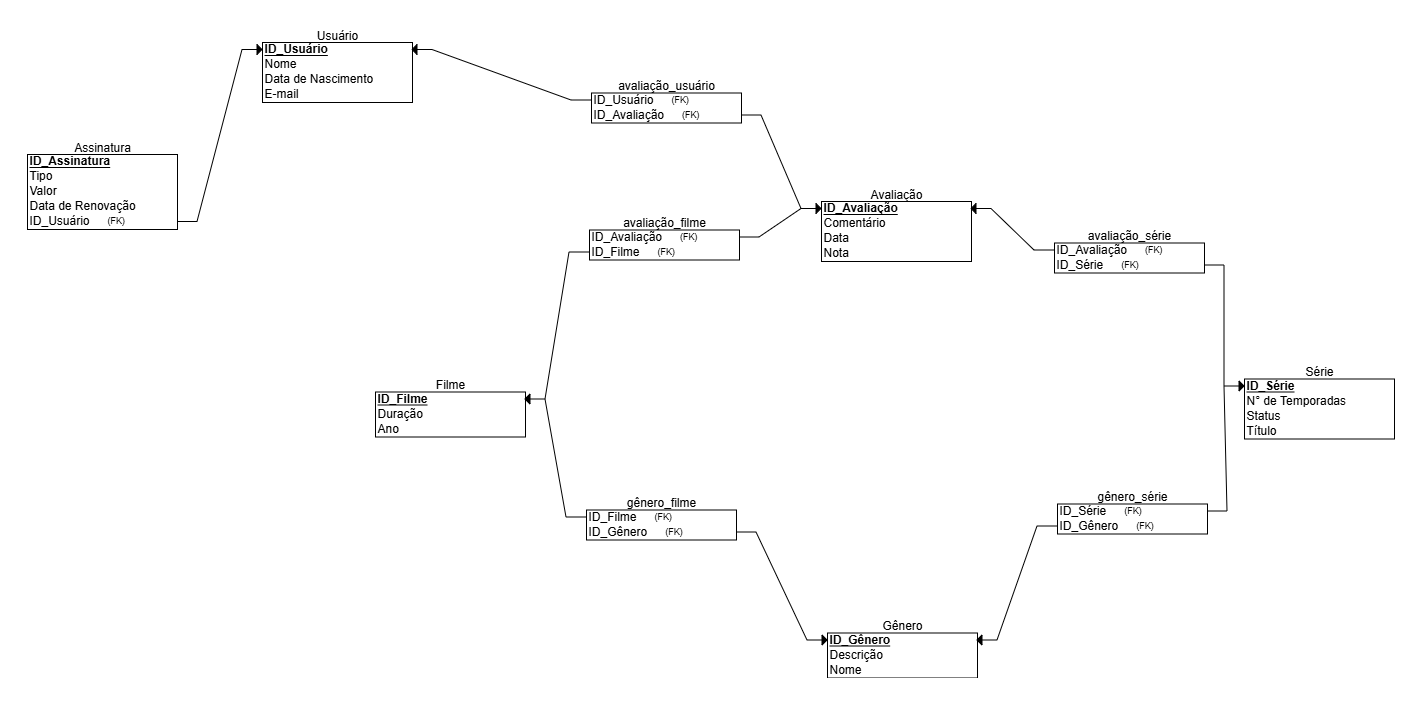 Usuário
ID_Usuário
Nome
Data de Nascimento
E-mail
avaliação_usuário
ID_Usuário (FK)
ID_Avaliação (FK)
Assinatura
ID_Assinatura
Tipo
Valor
Data de Renovação
ID_Usuário (FK)
Avaliação
ID_Avaliação
Comentário
Data
Nota
avaliação_filme
ID_Avaliação (FK)
ID_Filme (FK)
avaliação_série
ID_Avaliação (FK)
ID_Série (FK)
Filme
ID_Filme
Duração
Ano
Série
ID_Série
N° de Temporadas
Status
Título
gênero_filme
ID_Filme (FK)
ID_Gênero (FK)
gênero_série
ID_Série (FK)
ID_Gênero (FK)
Gênero
ID_Gênero
Descrição
Nome